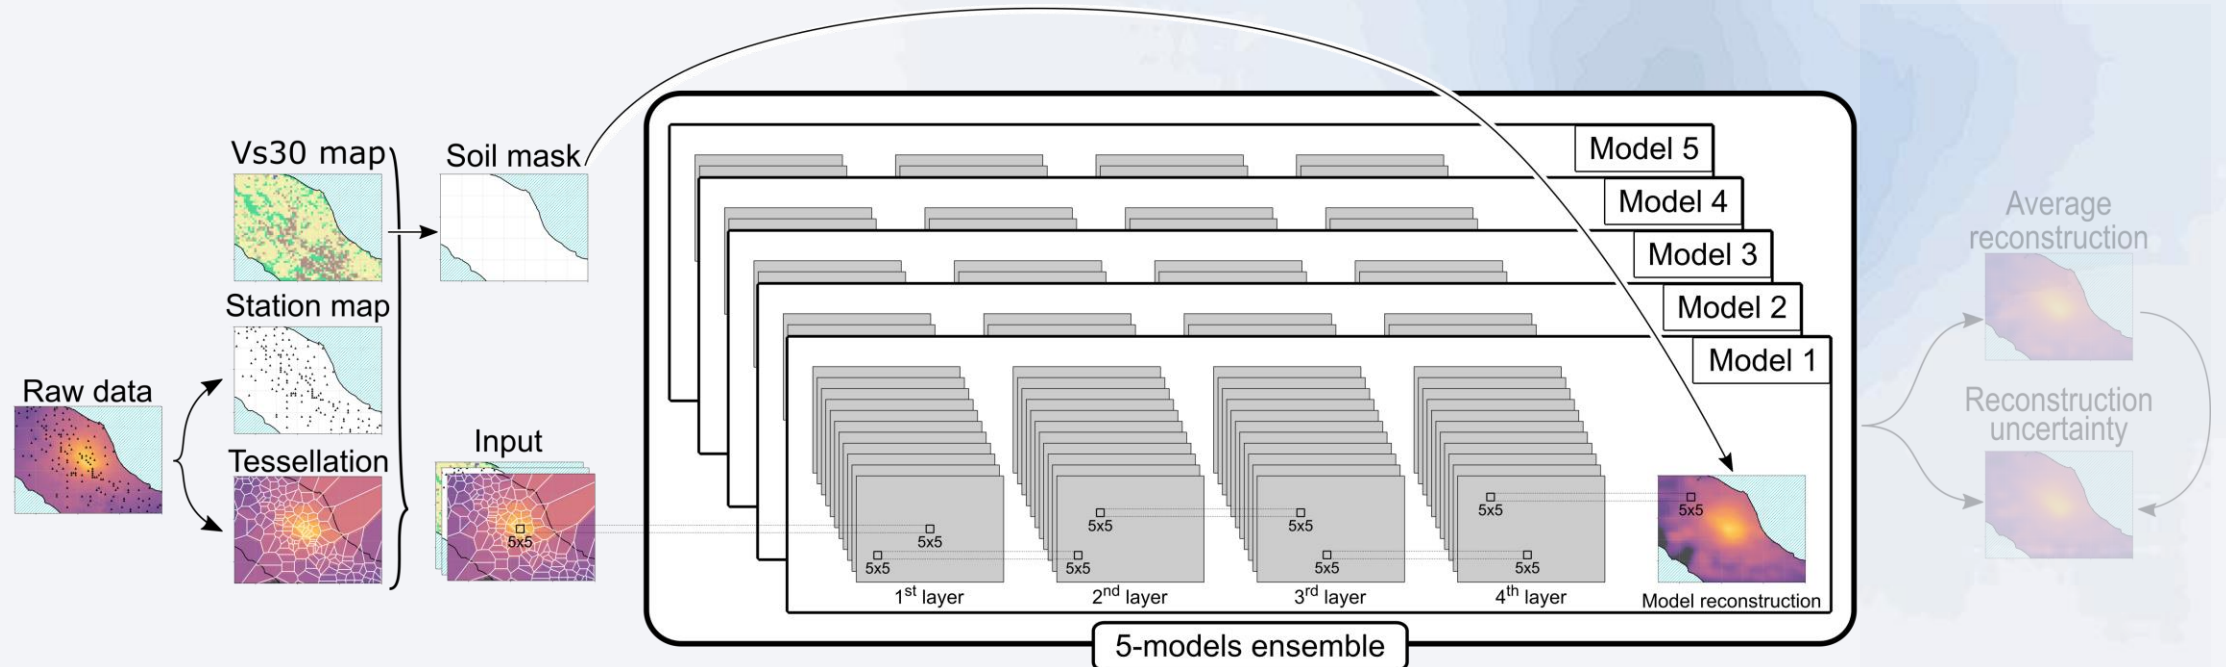 Vs30 map
Soil mask
Station map
Raw data
Tessellation
Input
5x5
Model 5
Model 4
Model 3
Model 2
Model 1
5x5
5x5
5x5
5x5
5x5
5x5
5x5
5x5
5x5
1st layer
2nd layer
3rd layer
4th layer
Model reconstruction
5-models ensemble
Average
reconstruction
Reconstruction
uncertainty